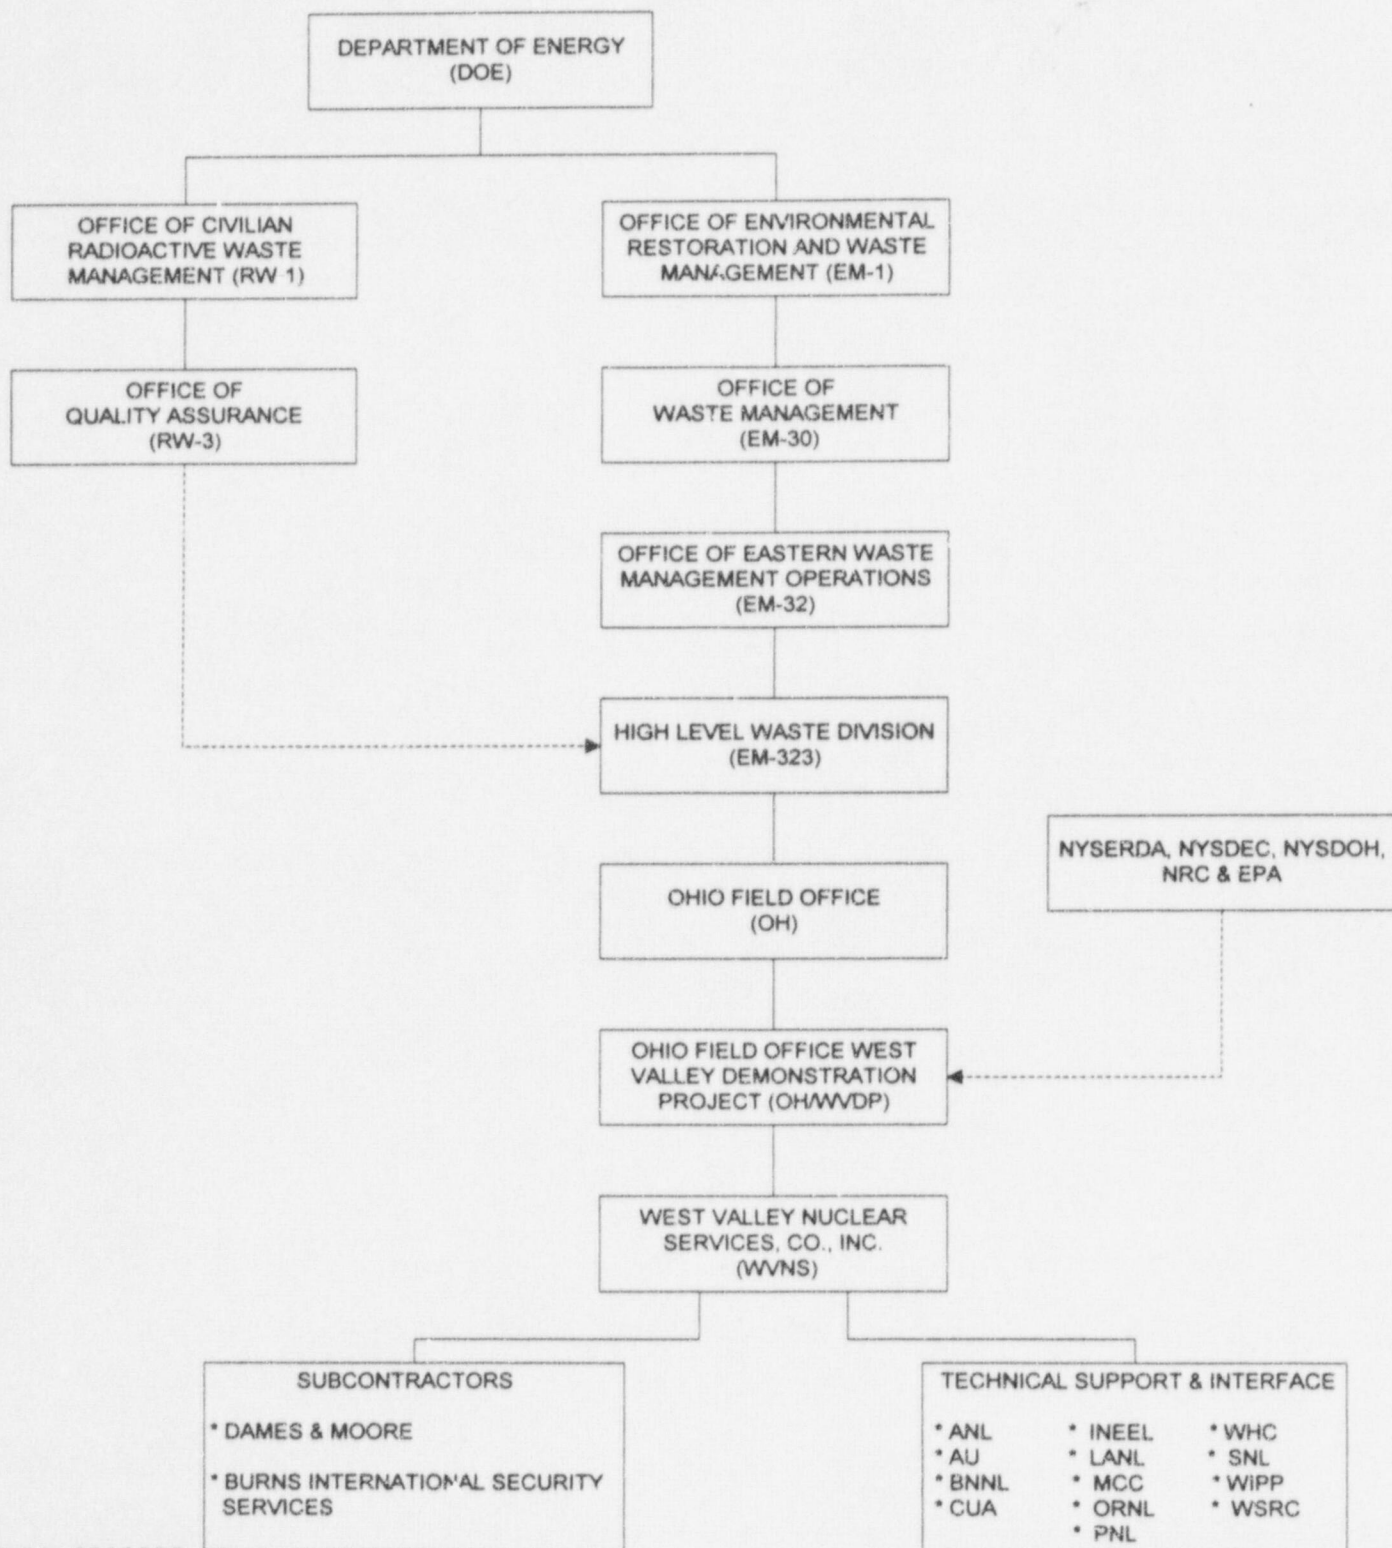 DEPARTMENT OF ENERGY
(DOE)
OFFICE OF CIVILIAN
RADIOACTIVE WASTE
MANAGEMENT (RW 1)
OFFICE OF ENVIRONMENTAL
RESTORATION AND WASTE
MANAGEMENT (EM-1)
OFFICE OF
QUALITY ASSURANCE
(RW-3)
OFFICE OF
WASTE MANAGEMENT
(EM-30)
OFFICE OF EASTERN WASTE
MANAGEMENT OPERATIONS
(EM-32)
HIGH LEVEL WASTE DIVISION
(EM-323)
NYSERDA, NYSDEC, NYSDOH,
NRC & EPA
OHIO FIELD OFFICE
(OH)
OHIO FIELD OFFICE WEST
VALLEY DEMONSTRATION
PROJECT (OH/WVDP)
WEST VALLEY NUCLEAR
SERVICES, CO., INC.
(WVNS)
SUBCONTRACTORS
* DAMES & MOORE
* BURNS INTERNATIONAL SECURITY
SERVICES
TECHNICAL SUPPORT & INTERFACE
* ANL * INEEL * WHC
* AU * LANL * SNL
* BNNL * MCC * WIPP
* CUA * ORNL * WSRC
* PNL